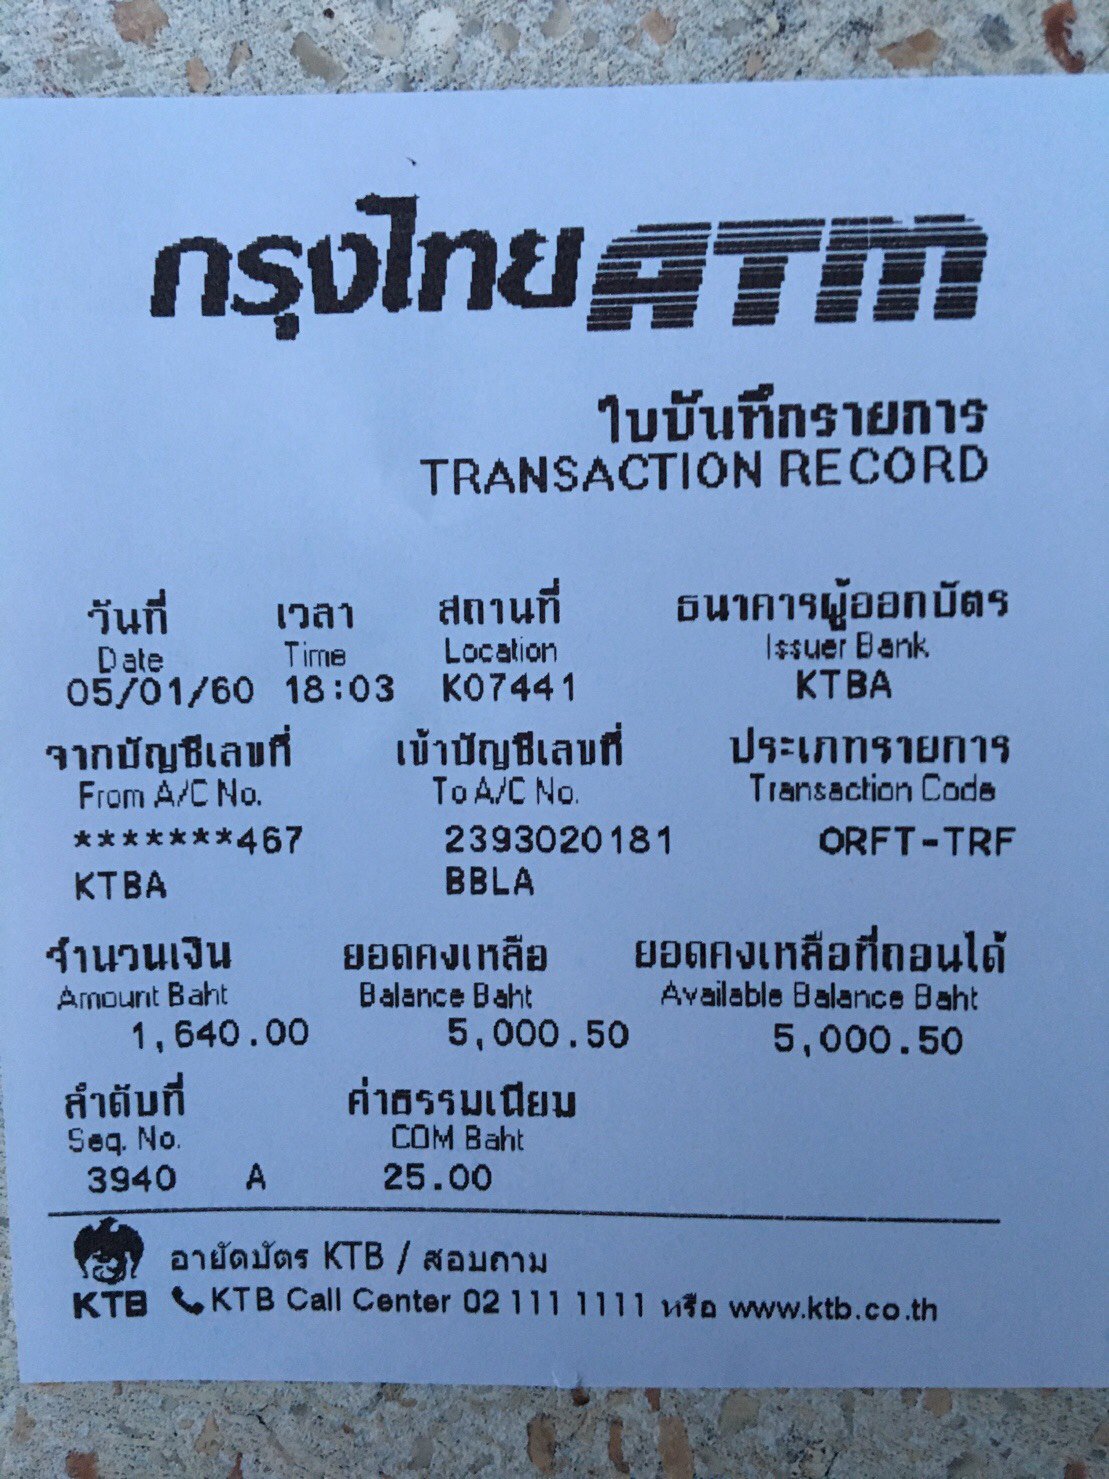 กรุงไทย ATM
ใบบันทึกรายการ
TRANSACTION RECORD
วันที่ เวลา สถานที่ ธนาคารผู้ออกบัตร
Date Time Location Issuer Bank
05/01/60 18:03 K07441 KTBA
จากบัญชีเลขที่ เข้าบัญชีเลขที่ ประเภทรายการ
From A/C No. To A/C No. Transaction Code
*******467 2393020181 ORFT-TRF
KTBA BBLA
จำนวนเงิน ยอดคงเหลือ ยอดคงเหลือที่ถอนได้
Amount Baht Balance Baht Available Balance Baht
1,640.00 5,000.50 5,000.50
ลำดับที่ ค่าธรรมเนียม
Seq. No. COM Baht
3940 A 25.00
อายัดบัตร KTB / สอบถาม
KTB KTB Call Center 02 111 1111 หรือ www.ktb.co.th